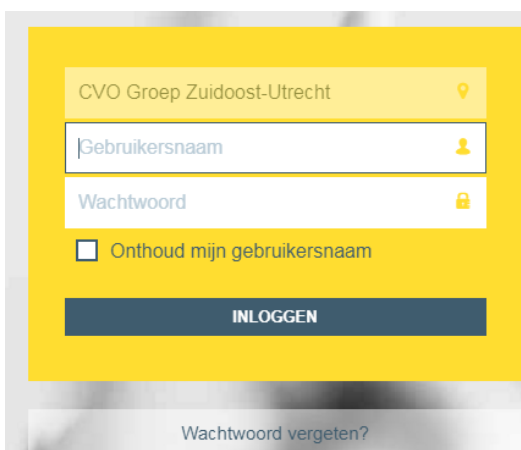 CVO Groep Zuidoost-Utrecht
Gebruikersnaam
Wachtwoord
Onthoud mijn gebruikersnaam
INLOGGEN
Wachtwoord vergeten?